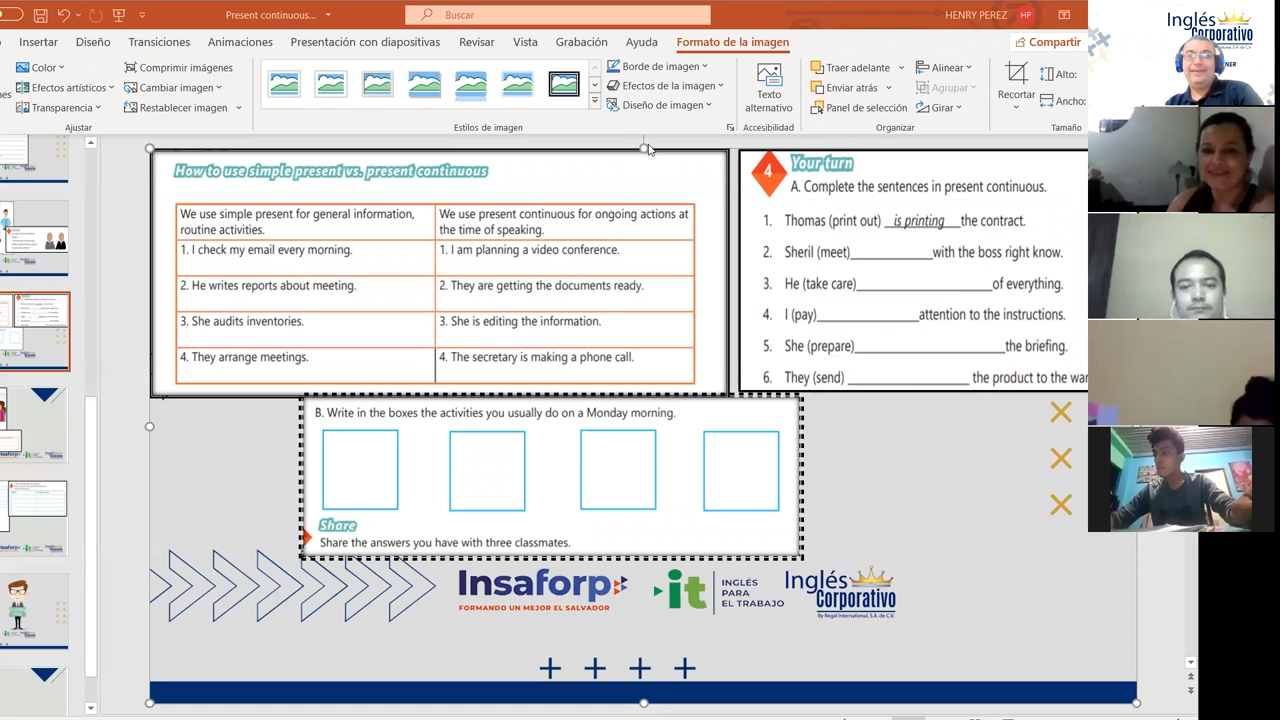 Present continuous...
Buscar
HENRY PEREZ
HP
Insertar
Diseño
Transiciones
Animaciones
Presentación con diapositivas
Revisar
Vista
Grabación
Ayuda
Formato de la imagen
Compartir
Color
Efectos artísticos
Transparencia
Comprimir imágenes
Cambiar imagen
Restablecer imagen
Ajustar
Estilos de imagen
Borde de imagen
Efectos de la imagen
Diseño de imagen
Texto
alternativo
Accesibilidad
Traer adelante
Enviar atrás
Panel de selección
Alinear
Agrupar
Girar
Organizar
Recortar
Alto:
Ancho:
Tamaño
Inglés
Corporativo
How to use simple present vs. present continuous
We use simple present for general information,
routine activities.
We use present continuous for ongoing actions at
the time of speaking.
1. I check my email every morning.
1. I am planning a video conference.
2. He writes reports about meeting.
2. They are getting the documents ready.
3. She audits inventories.
3. She is editing the information.
4. They arrange meetings.
4. The secretary is making a phone call.
4
Your turn
A. Complete the sentences in present continuous.
1. Thomas (print out) _is printing__the contract.
2. Sheril (meet)______________with the boss right know.
3. He (take care)_______________________of everything.
4. I (pay)_________________attention to the instructions.
5. She (prepare)__________________________the briefing.
6. They (send) _____________________ the product to the war
B. Write in the boxes the activities you usually do on a Monday morning.
Share
Share the answers you have with three classmates.
Insaforp
FORMANDO UN MEJOR EL SALVADOR
it
INGLÉS
PARA
EL TRABAJO
Inglés
Corporativo
By Regal International, S.A. de C.V.